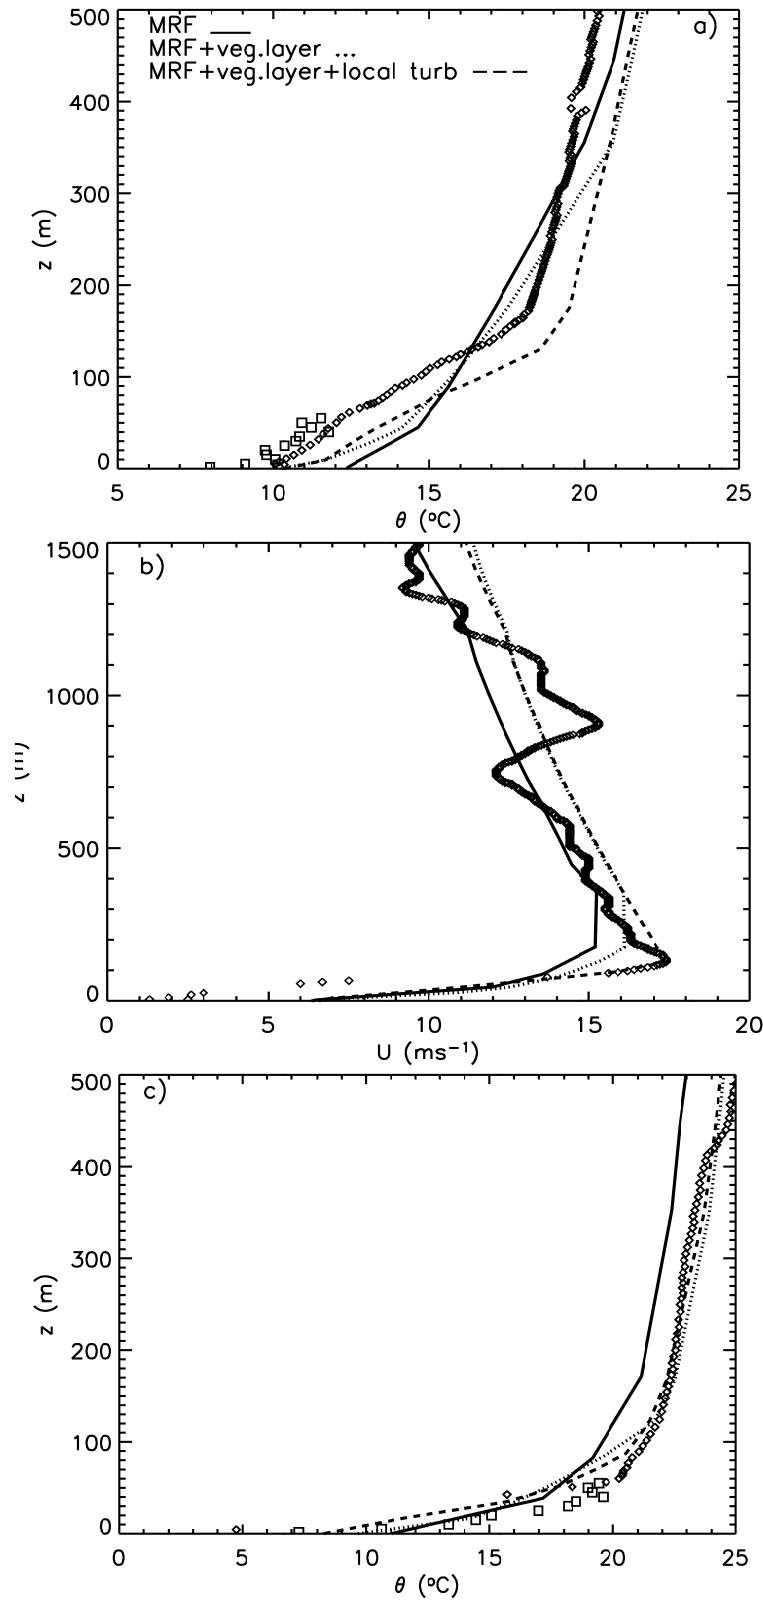 500
MRF
a)
MRF+veg.layer ...
MRF+veg.layer+local turb
400
300
z (m)
200
100
0
5 10 15 20 25
θ (ºC)
1500
b)
1000
500
0
0 5 10 15 20
U (ms⁻¹)
500
c)
400
300
z (m)
200
100
0
0 5 10 15 20 25
θ (ºC)